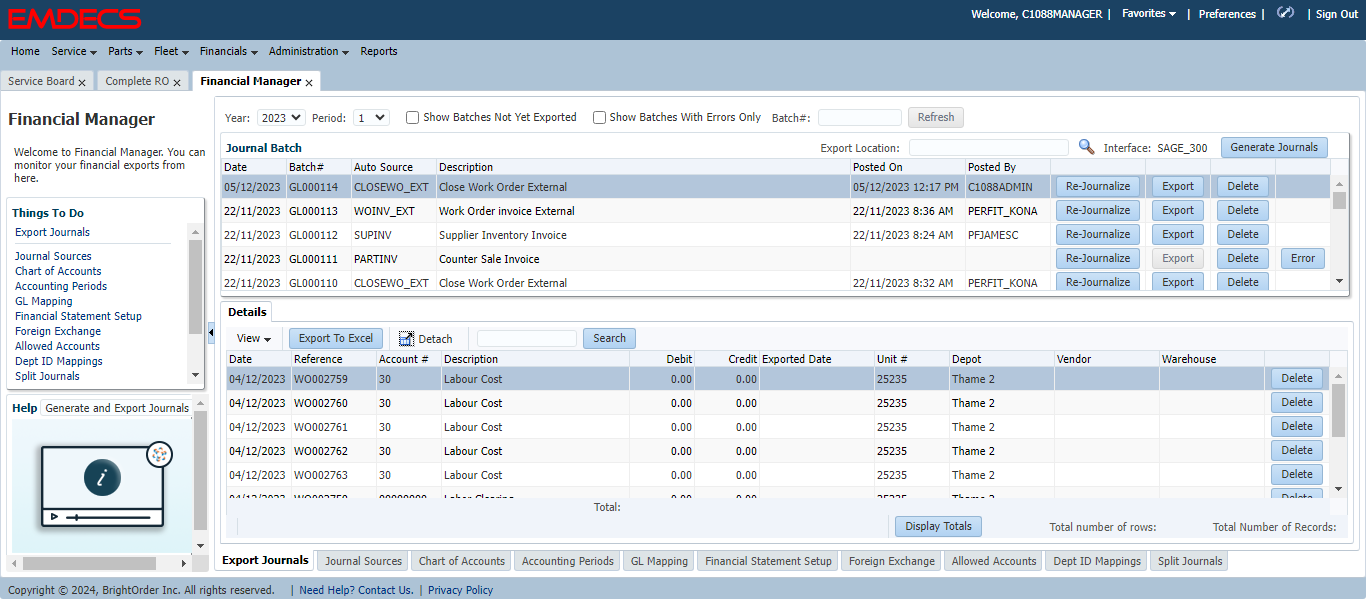 EMDECS
Welcome, C1088MANAGER | Favorites | Preferences | | Sign Out
Home Service Parts Fleet Financials Administration Reports
Service Board x Complete RO x Financial Manager x
Financial Manager
Welcome to Financial Manager. You can
monitor your financial exports from
here.
Things To Do
Export Journals
Journal Sources
Chart of Accounts
Accounting Periods
GL Mapping
Financial Statement Setup
Foreign Exchange
Allowed Accounts
Dept ID Mappings
Split Journals
Help Generate and Export Journals
i
Year: 2023 Period: 1 Show Batches Not Yet Exported Show Batches With Errors Only Batch#: Refresh
Journal Batch Export Location: Interface: SAGE_300 Generate Journals
Date Batch# Auto Source Description Posted On Posted By
05/12/2023 GL000114 CLOSEWO_EXT Close Work Order External 05/12/2023 12:17 PM C1088ADMIN Re-Journalize Export Delete
22/11/2023 GL000113 WOINV_EXT Work Order invoice External 22/11/2023 8:36 AM PERFIT_KONA Re-Journalize Export Delete
22/11/2023 GL000112 SUPINV Supplier Inventory Invoice 22/11/2023 8:24 AM PFJAMESC Re-Journalize Export Delete
22/11/2023 GL000111 PARTINV Counter Sale Invoice Re-Journalize Export Delete Error
22/11/2023 GL000110 CLOSEWO_EXT Close Work Order External 22/11/2023 8:32 AM PERFIT_KONA Re-Journalize Export Delete
Details
View Export To Excel Detach Search
Date Reference Account # Description Debit Credit Exported Date Unit # Depot Vendor Warehouse
04/12/2023 WO002759 30 Labour Cost 0.00 0.00 25235 Thame 2 Delete
04/12/2023 WO002760 30 Labour Cost 0.00 0.00 25235 Thame 2 Delete
04/12/2023 WO002761 30 Labour Cost 0.00 0.00 25235 Thame 2 Delete
04/12/2023 WO002762 30 Labour Cost 0.00 0.00 25235 Thame 2 Delete
04/12/2023 WO002763 30 Labour Cost 0.00 0.00 25235 Thame 2 Delete
04/12/2023 0.00 0.00 25235 Thame 2 Delete
Total:
Display Totals Total number of rows: Total Number of Records:
Export Journals Journal Sources Chart of Accounts Accounting Periods GL Mapping Financial Statement Setup Foreign Exchange Allowed Accounts Dept ID Mappings Split Journals
Copyright © 2024, BrightOrder Inc. All rights reserved. | Need Help? Contact Us. | Privacy Policy